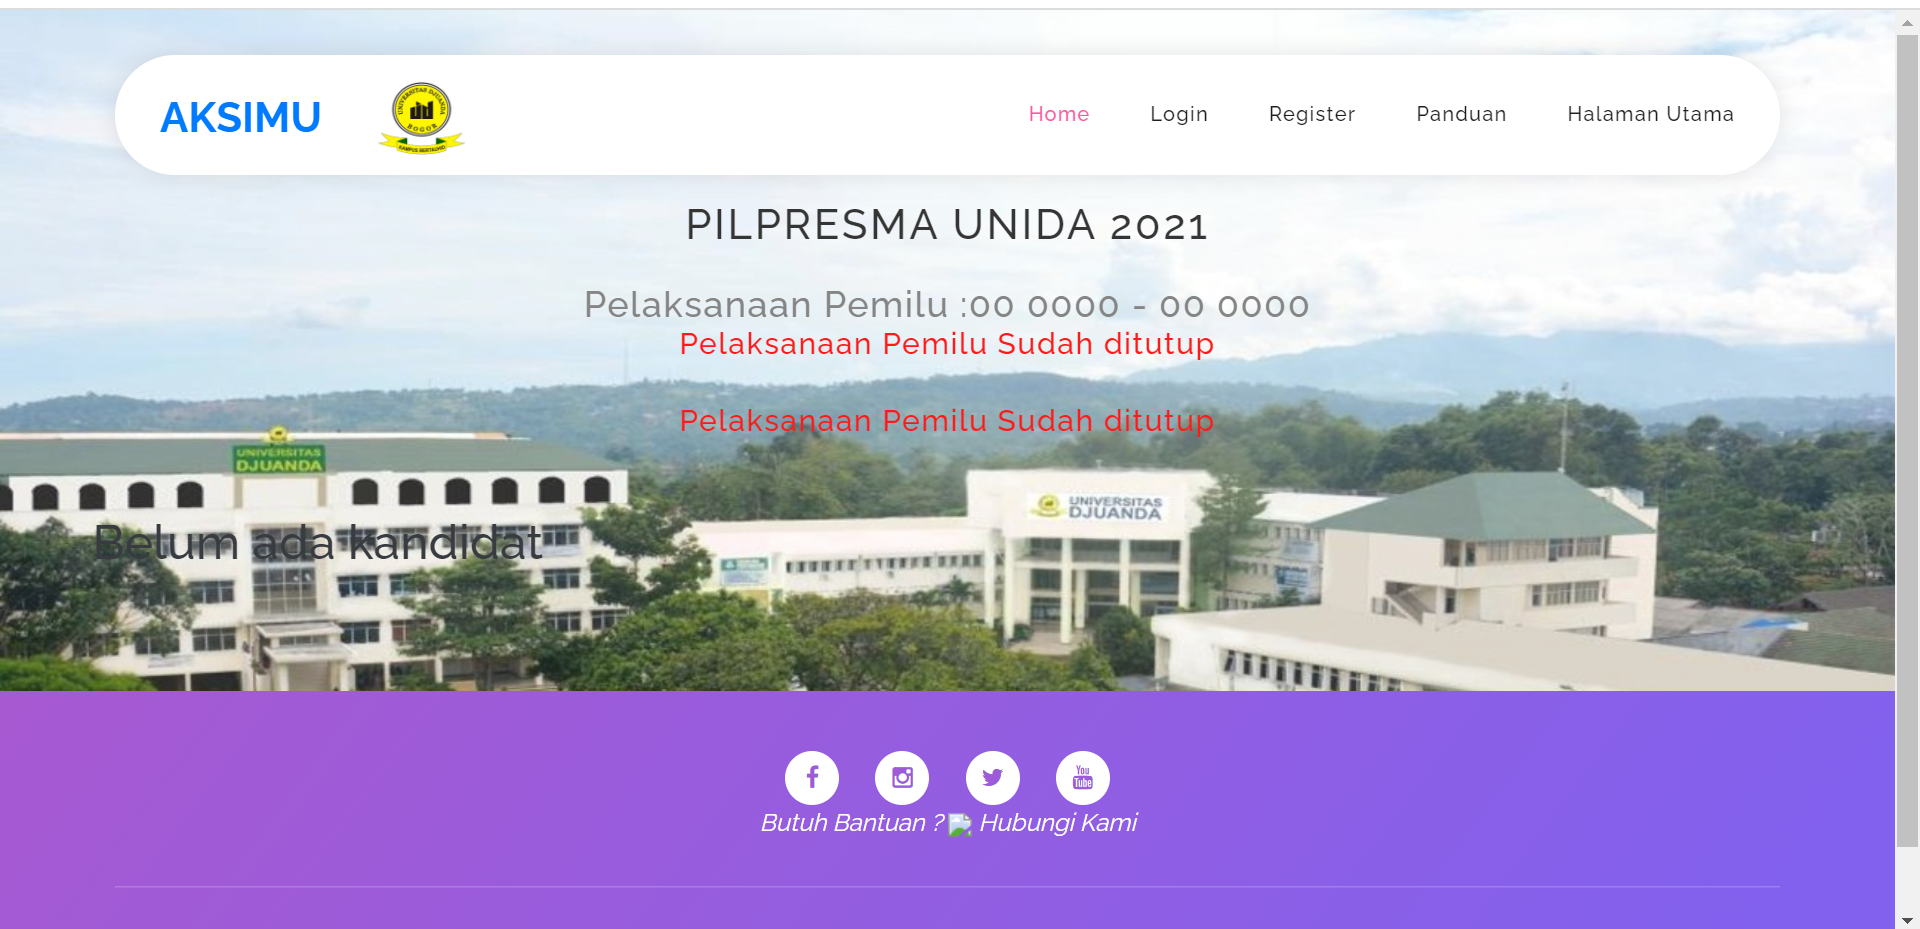 AKSIMU
UNIVERSITAS DJUANDA
BOGOR
KAMPUS BERTAUHID
Home
Login
Register
Panduan
Halaman Utama
PILPRESMA UNIDA 2021
Pelaksanaan Pemilu :00 0000 - 00 0000
Pelaksanaan Pemilu Sudah ditutup
Pelaksanaan Pemilu Sudah ditutup
UNIVERSITAS
DJUANDA
UNIVERSITAS
DJUANDA
Belum ada kandidat
You
Tube
Butuh Bantuan ? Hubungi Kami